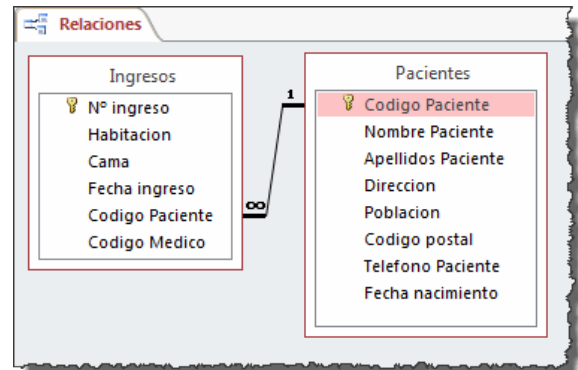 Relaciones
Ingresos
Nº ingreso
Habitacion
Cama
Fecha ingreso
Codigo Paciente
Codigo Medico
1
∞
Pacientes
Codigo Paciente
Nombre Paciente
Apellidos Paciente
Direccion
Poblacion
Codigo postal
Telefono Paciente
Fecha nacimiento